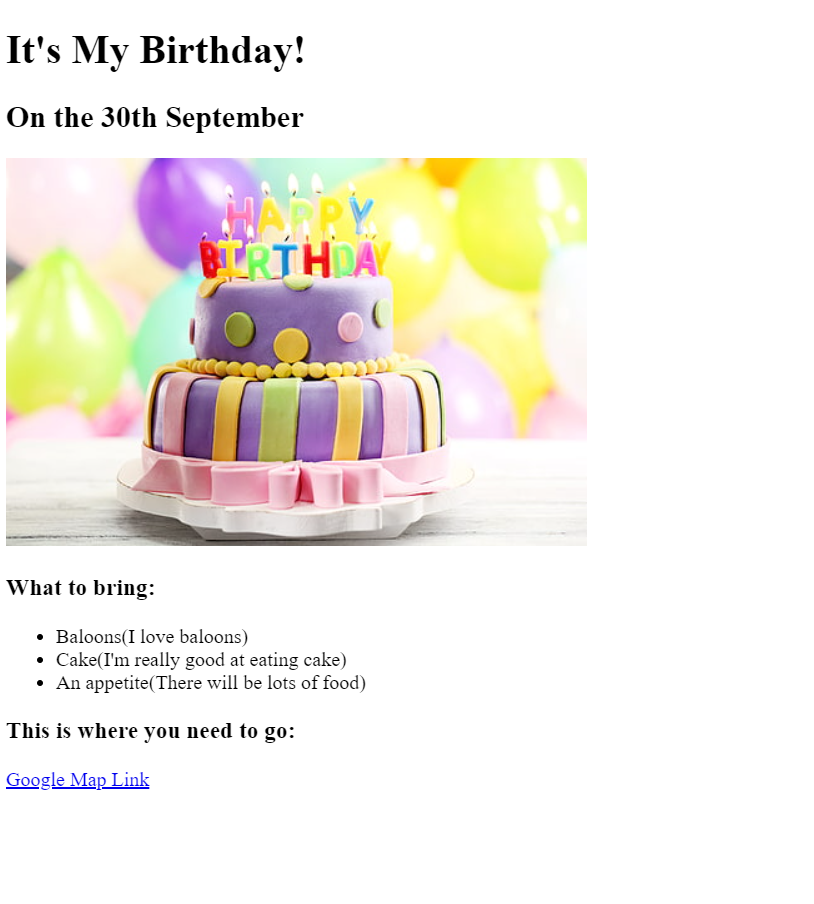 It's My Birthday!
On the 30th September
HAPPY
BIRTHDAY
What to bring:
Baloons(I love baloons)
Cake(I'm really good at eating cake)
An appetite(There will be lots of food)
This is where you need to go:
Google Map Link